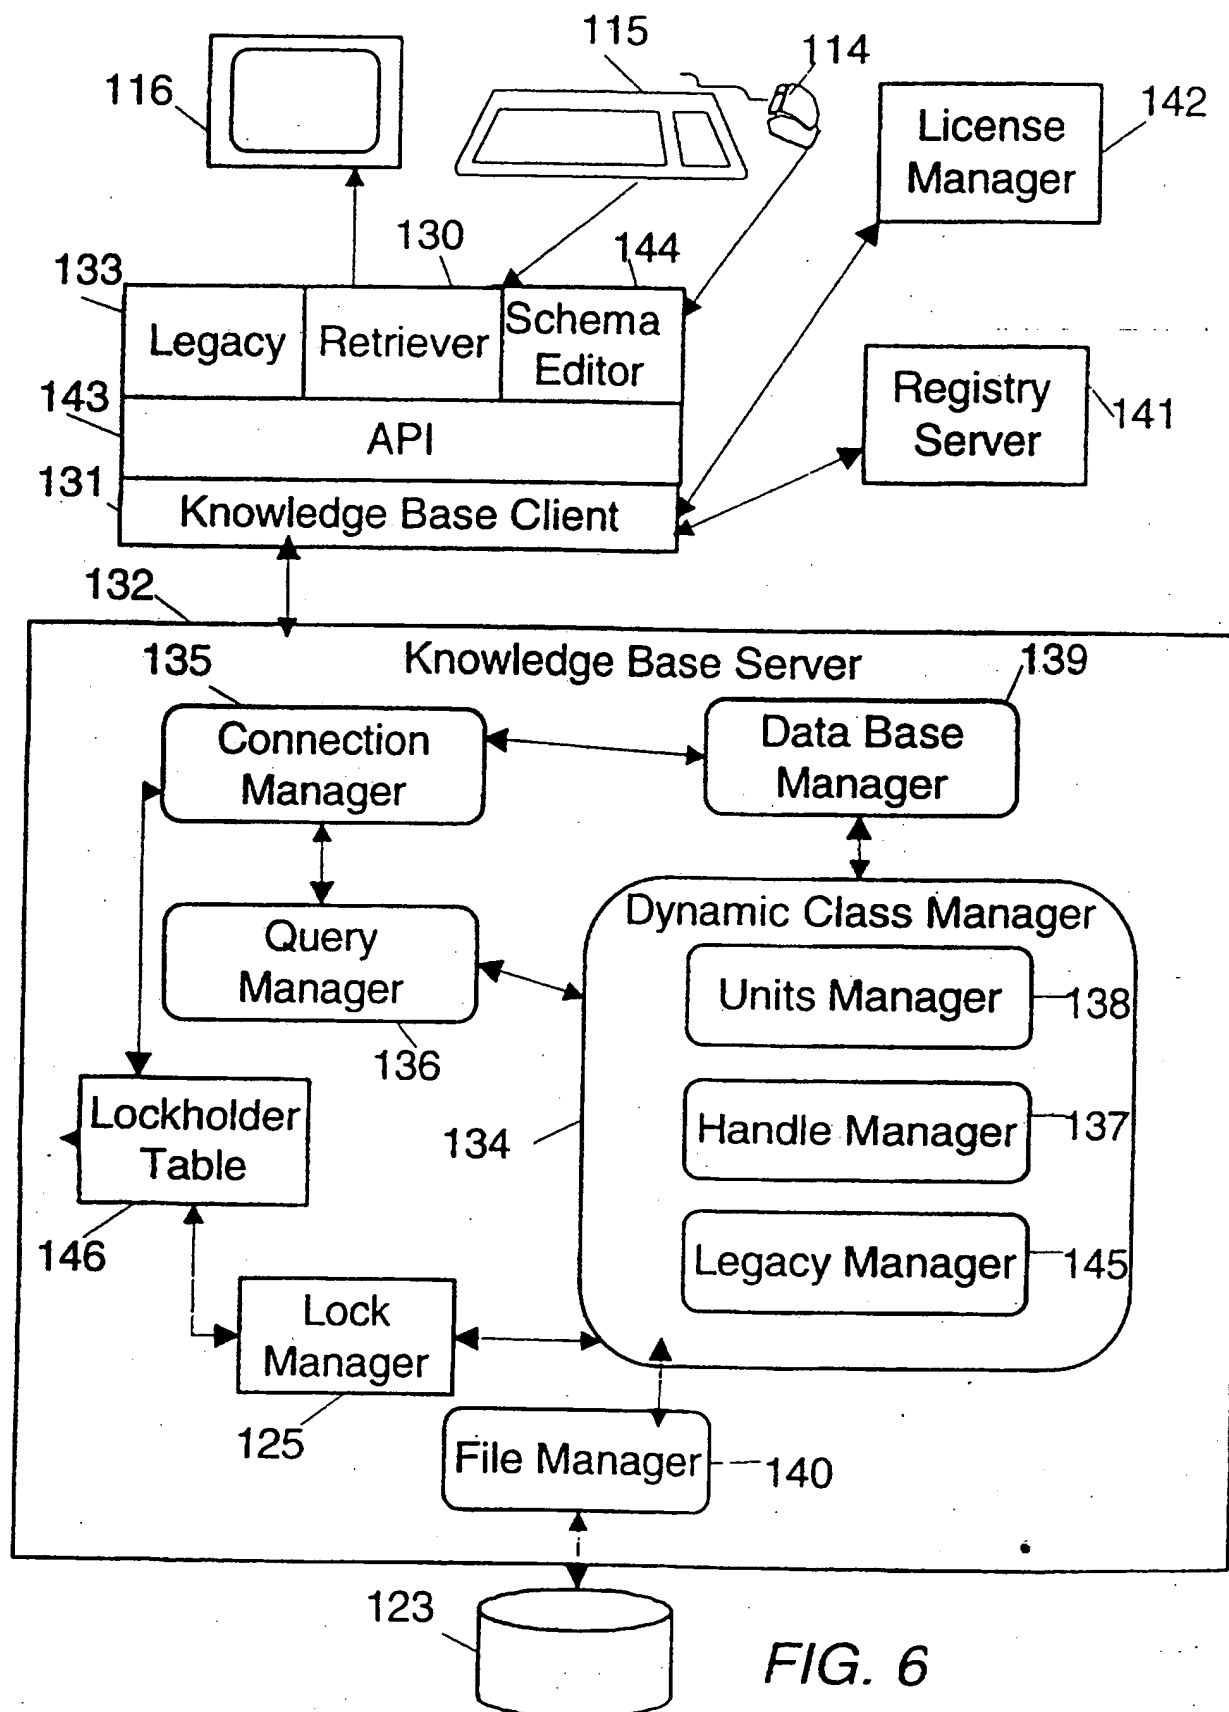 115
114
116
142
License
Manager
130
144
133
Legacy
Retriever
Schema
Editor
Registry
Server
141
143
API
131
Knowledge Base Client
132
Knowledge Base Server
135
139
Connection
Manager
Data Base
Manager
Query
Manager
136
Dynamic Class Manager
Units Manager
138
Handle Manager
137
134
Legacy Manager
145
Lockholder
Table
146
Lock
Manager
125
File Manager
140
123
FIG. 6